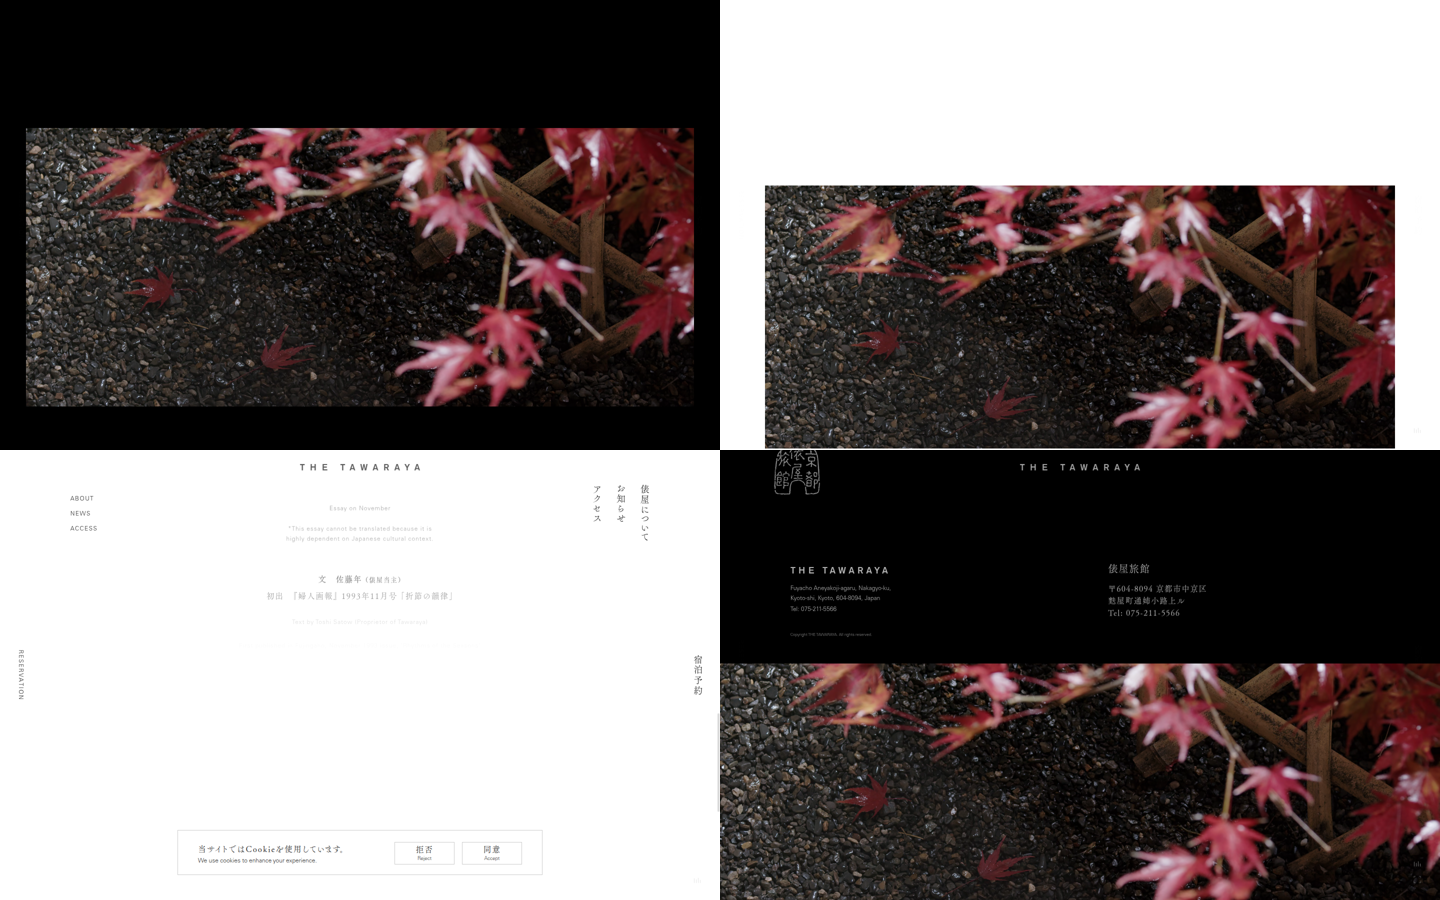 THE TAWARAYA
ABOUT
NEWS
ACCESS
俵屋について
お知らせ
アクセス
Essay on November
*This essay cannot be translated because it is
highly dependent on Japanese cultural context.
文　佐藤年（俵屋当主）
初出　『婦人画報』1993年11月号「折節の韻律」
RESERVATION
宿泊予約
当サイトではCookieを使用しています。
We use cookies to enhance your experience.
拒否
Reject
同意
Accept
THE TAWARAYA
THE TAWARAYA
Fuyacho Aneyakoji-agaru, Nakagyo-ku,
Kyoto-shi, Kyoto, 604-8094, Japan
Tel: 075-211-5566
Copyright THE TAWARAYA. All rights reserved.
俵屋旅館
〒604-8094 京都市中京区
麩屋町通姉小路上ル
Tel: 075-211-5566